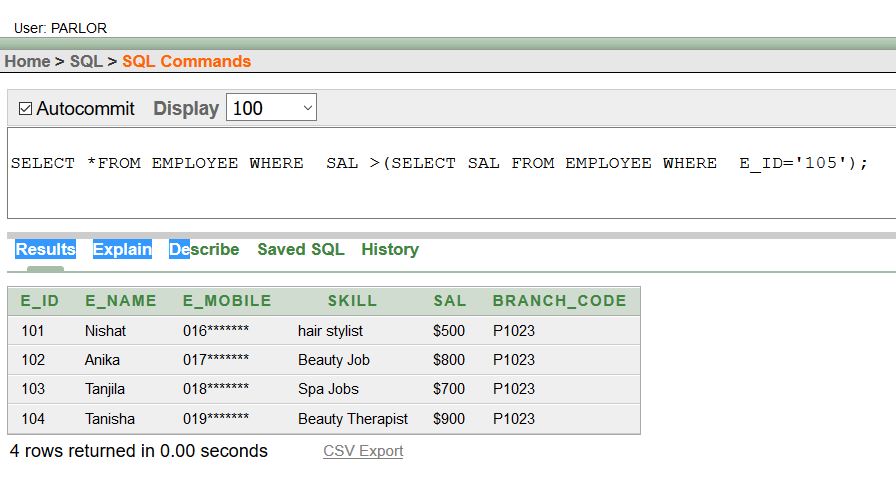 User: PARLOR
Home > SQL > SQL Commands
Autocommit Display 100
SELECT *FROM EMPLOYEE WHERE SAL >(SELECT SAL FROM EMPLOYEE WHERE E_ID='105');
Results Explain Describe Saved SQL History
E_ID E_NAME E_MOBILE SKILL SAL BRANCH_CODE
101 Nishat 016******* hair stylist $500 P1023
102 Anika 017******* Beauty Job $800 P1023
103 Tanjila 018******* Spa Jobs $700 P1023
104 Tanisha 019******* Beauty Therapist $900 P1023
4 rows returned in 0.00 seconds CSV Export